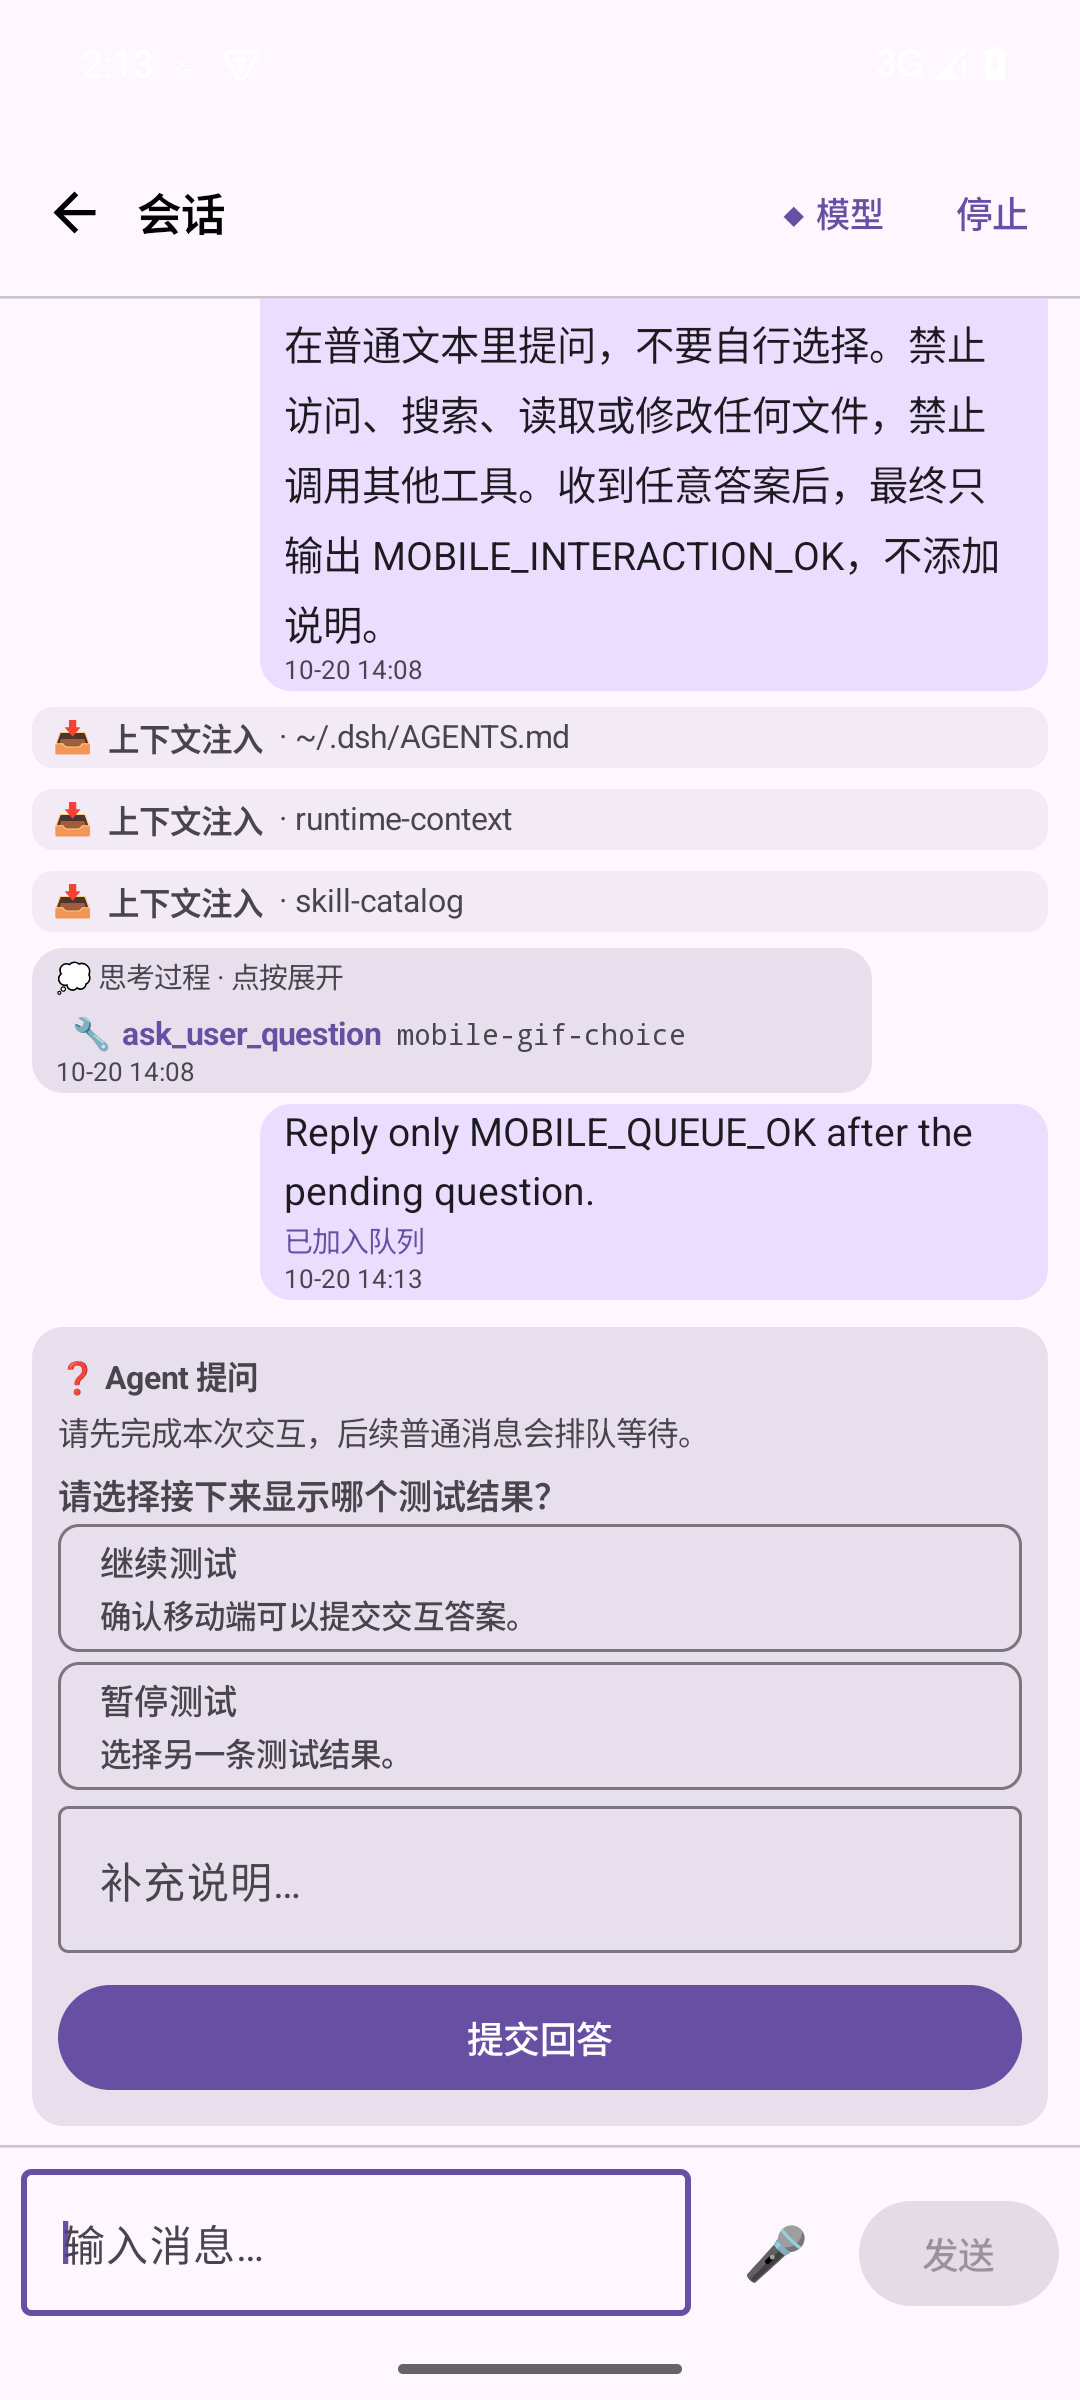 2:13
3G
会话
◆ 模型
停止
在普通文本里提问，不要自行选择。禁止
访问、搜索、读取或修改任何文件，禁止
调用其他工具。收到任意答案后，最终只
输出 MOBILE_INTERACTION_OK，不添加
说明。
10-20 14:08
上下文注入 · ~/.dsh/AGENTS.md
上下文注入 · runtime-context
上下文注入 · skill-catalog
思考过程 · 点按展开
ask_user_question mobile-gif-choice
10-20 14:08
Reply only MOBILE_QUEUE_OK after the
pending question.
已加入队列
10-20 14:13
❓ Agent 提问
请先完成本次交互，后续普通消息会排队等待。
请选择接下来显示哪个测试结果？
继续测试
确认移动端可以提交交互答案。
暂停测试
选择另一条测试结果。
补充说明...
提交回答
输入消息...
发送